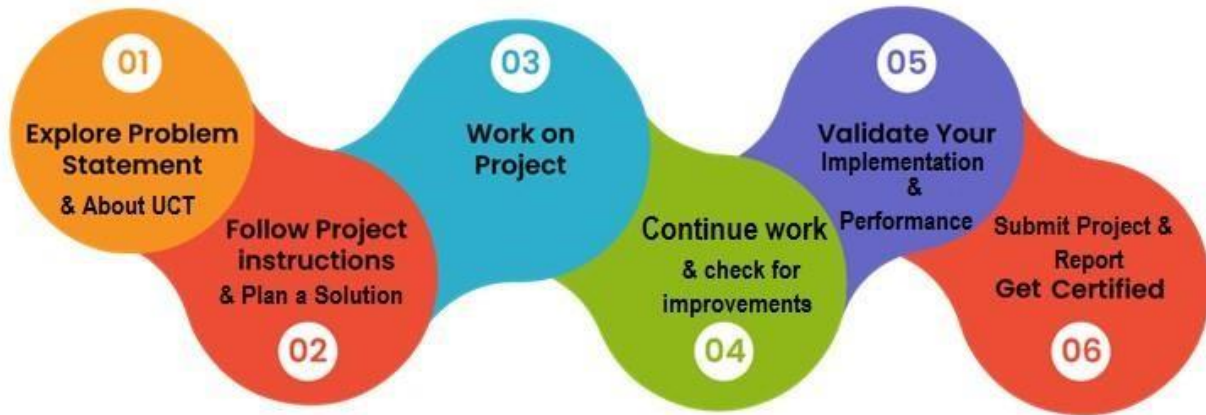 01
Explore Problem
Statement
& About UCT
Follow Project
instructions
& Plan a Solution
02
03
Work on
Project
Continue work
& check for
improvements
04
05
Validate Your
Implementation
&
Performance
Submit Project &
Report
Get Certified
06